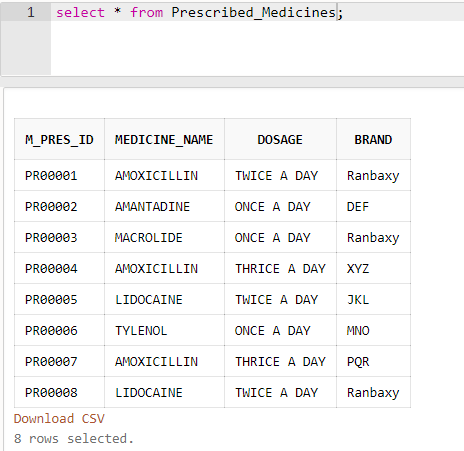 1 select * from Prescribed_Medicines;
M_PRES_ID MEDICINE_NAME DOSAGE BRAND
PR00001 AMOXICILLIN TWICE A DAY Ranbaxy
PR00002 AMANTADINE ONCE A DAY DEF
PR00003 MACROLIDE ONCE A DAY Ranbaxy
PR00004 AMOXICILLIN THRICE A DAY XYZ
PR00005 LIDOCAINE TWICE A DAY JKL
PR00006 TYLENOL ONCE A DAY MNO
PR00007 AMOXICILLIN THRICE A DAY PQR
PR00008 LIDOCAINE TWICE A DAY Ranbaxy
Download CSV
8 rows selected.